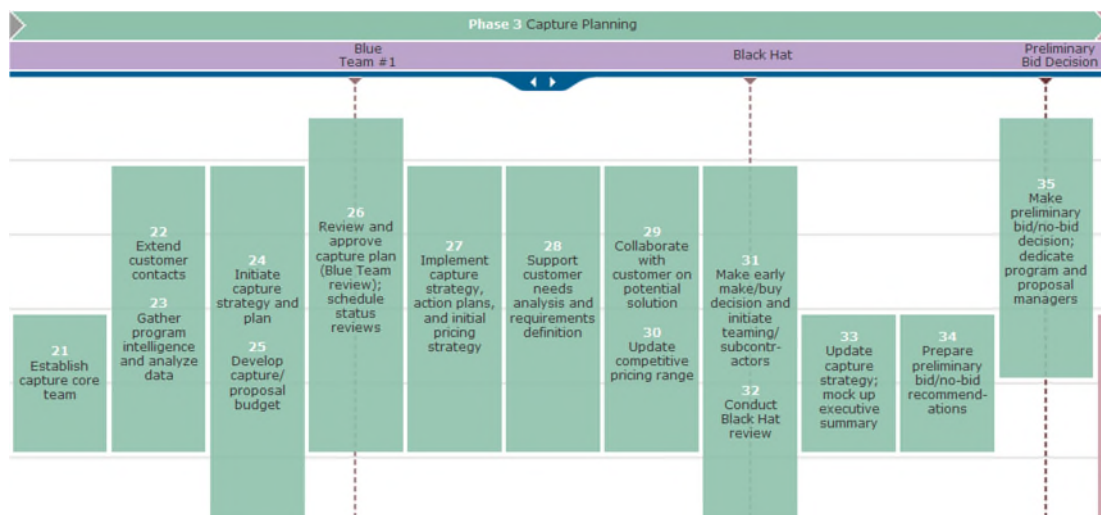 Phase 3 Capture Planning
Blue
Team #1
Black Hat
Preliminary
Bid Decision
21
Establish
capture core
team
22
Extend
customer
contacts
23
Gather
program
intelligence
and analyze
data
24
Initiate
capture
strategy and
plan
25
Develop
capture/
proposal
budget
26
Review and
approve
capture plan
(Blue Team
review);
schedule
status
reviews
27
Implement
capture
strategy,
action plans,
and initial
pricing
strategy
28
Support
customer
needs
analysis and
requirements
definition
29
Collaborate
with
customer on
potential
solution
30
Update
competitive
pricing range
31
Make early
make/buy
decision and
initiate
teaming/
subcontr-
actors
32
Conduct
Black Hat
review
33
Update
capture
strategy;
mock up
executive
summary
34
Prepare
preliminary
bid/no-bid
recommend-
ations
35
Make
preliminary
bid/no-bid
decision;
dedicate
program and
proposal
managers